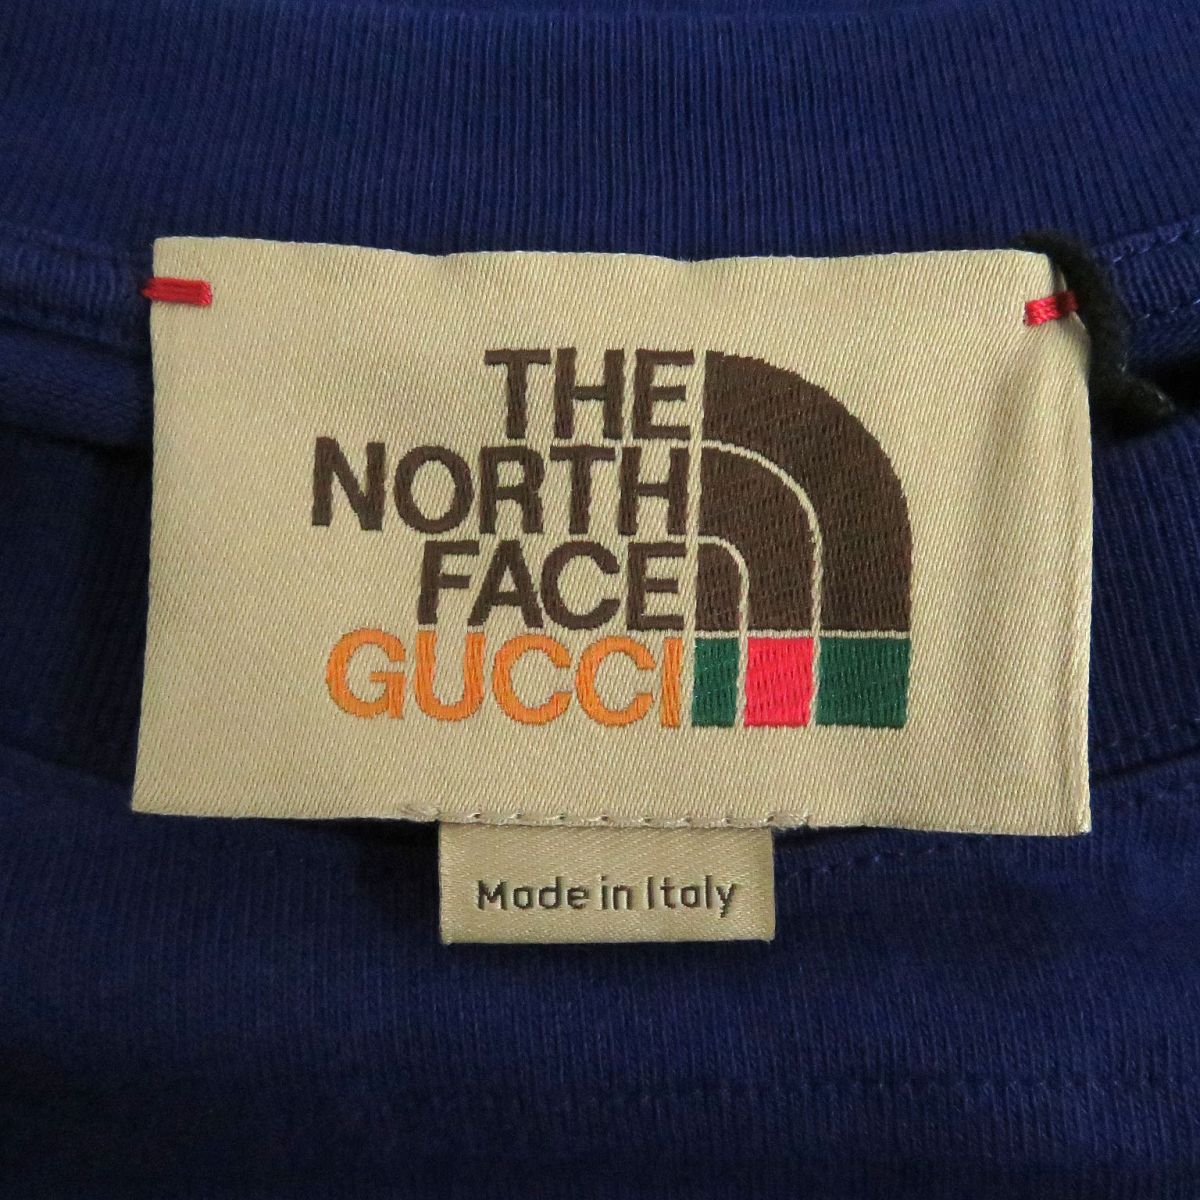 THE
NORTH
FACE
GUCCI
Made in Italy